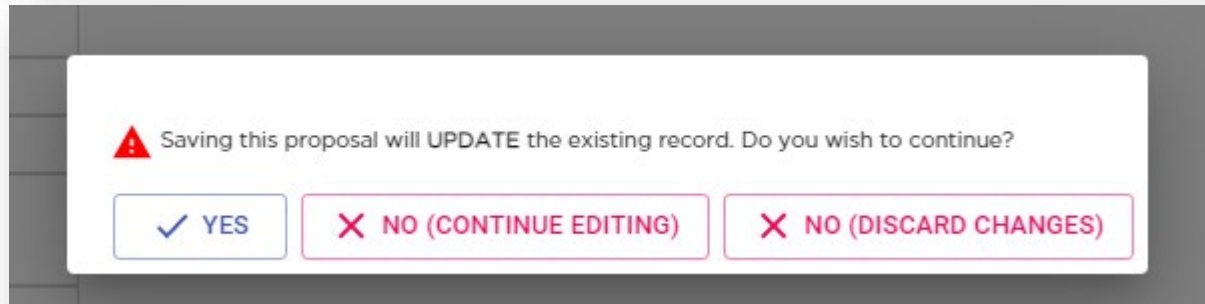 Saving this proposal will UPDATE the existing record. Do you wish to continue?
YES NO (CONTINUE EDITING) NO (DISCARD CHANGES)